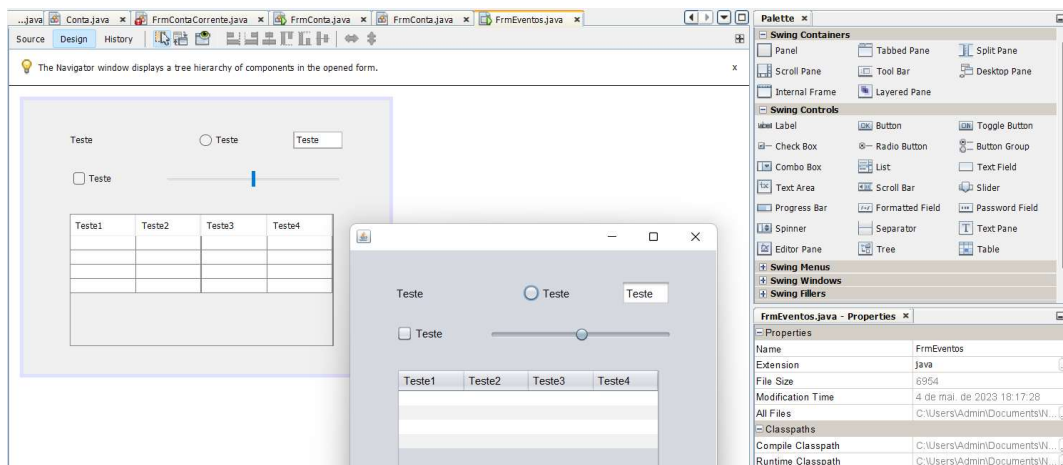 ...java Conta.java × FrmContaCorrente.java × FrmConta.java × FrmConta.java × FrmEventos.java ×
Source Design History
The Navigator window displays a tree hierarchy of components in the opened form. x
Teste Teste Teste
Teste
Teste1 Teste2 Teste3 Teste4
Teste Teste Teste
Teste
Teste1 Teste2 Teste3 Teste4
Palette ×
Swing Containers
Panel Tabbed Pane Split Pane
Scroll Pane Tool Bar Desktop Pane
Internal Frame Layered Pane
Swing Controls
label Label OK Button ON Toggle Button
Check Box Radio Button Button Group
Combo Box List Text Field
Text Area Scroll Bar Slider
Progress Bar Formatted Field Password Field
Spinner Separator T Text Pane
Editor Pane Tree Table
Swing Menus
Swing Windows
Swing Fillers
FrmEventos.java - Properties ×
Properties
Name FrmEventos
Extension java
File Size 6954
Modification Time 4 de mai. de 2023 18:17:28
All Files C:\Users\Admin\Documents\N...
Classpaths
Compile Classpath C:\Users\Admin\Documents\N...
Runtime Classpath C:\Users\Admin\Documents\N...